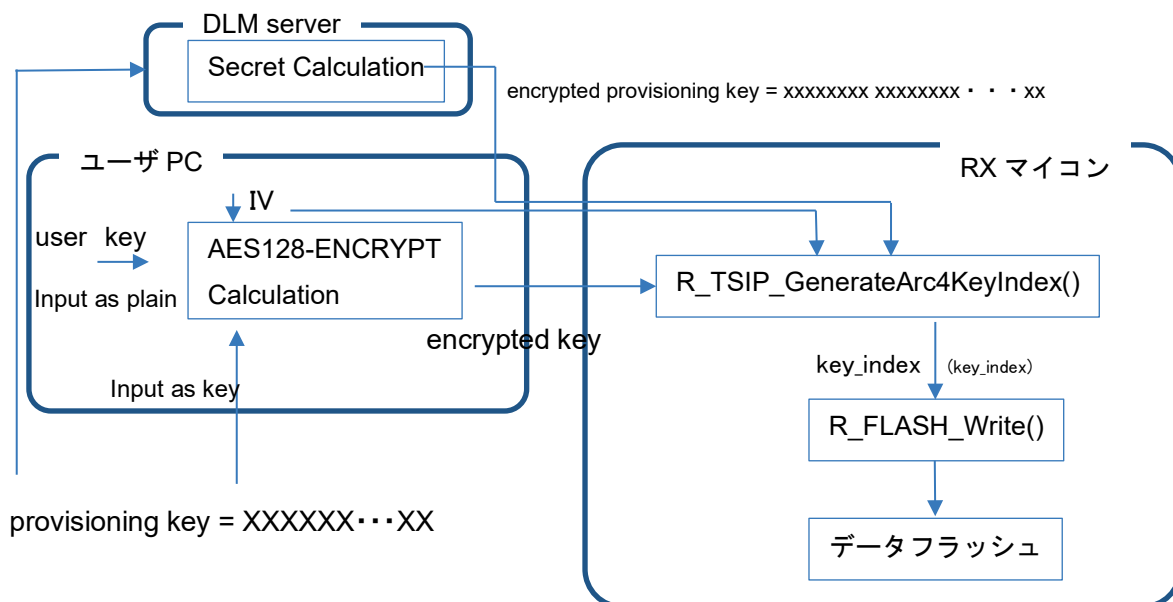 DLM server
Secret Calculation
encrypted provisioning key = xxxxxxxx xxxxxxxx・・・xx
ユーザ PC
RX マイコン
IV
user key
AES128-ENCRYPT
Calculation
Input as plain
R_TSIP_GenerateArc4KeyIndex()
encrypted key
key_index (key_index)
Input as key
R_FLASH_Write()
provisioning key = XXXXXX・・・XX
データフラッシュ